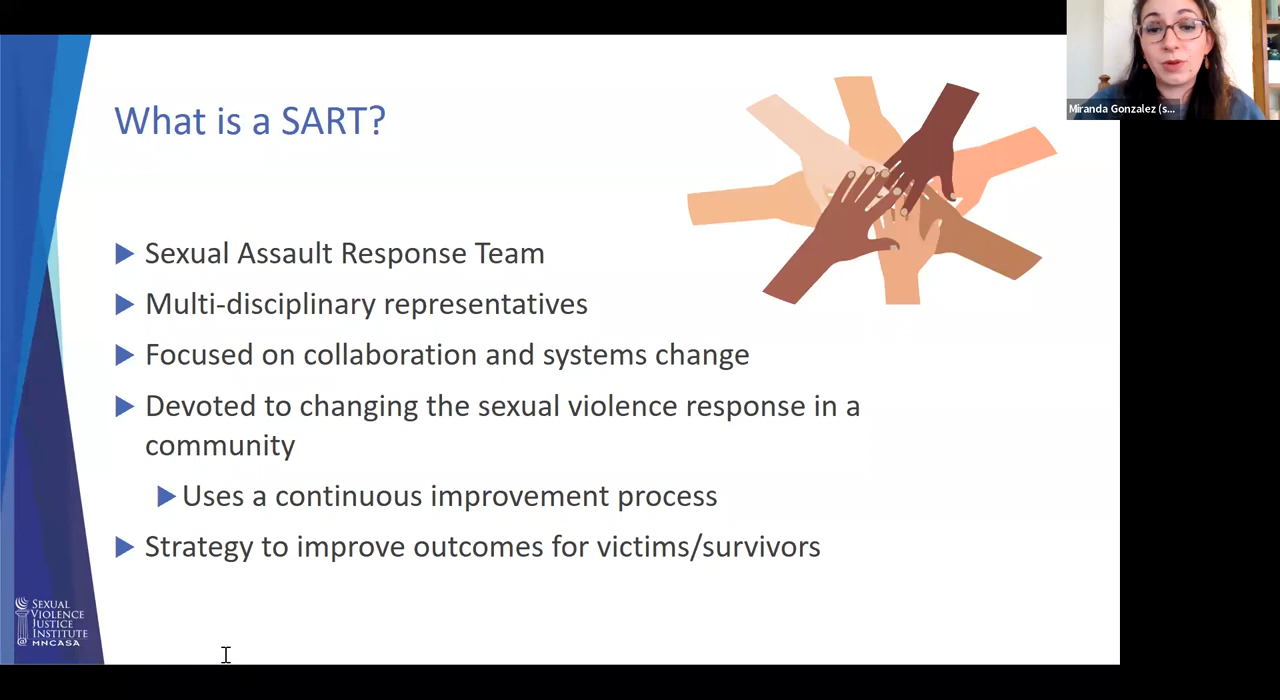 Miranda Gonzalez (s...
What is a SART?
Sexual Assault Response Team
Multi-disciplinary representatives
Focused on collaboration and systems change
Devoted to changing the sexual violence response in a
community
Uses a continuous improvement process
Strategy to improve outcomes for victims/survivors
SEXUAL
VIOLENCE
JUSTICE
INSTITUTE
@ MNCASA